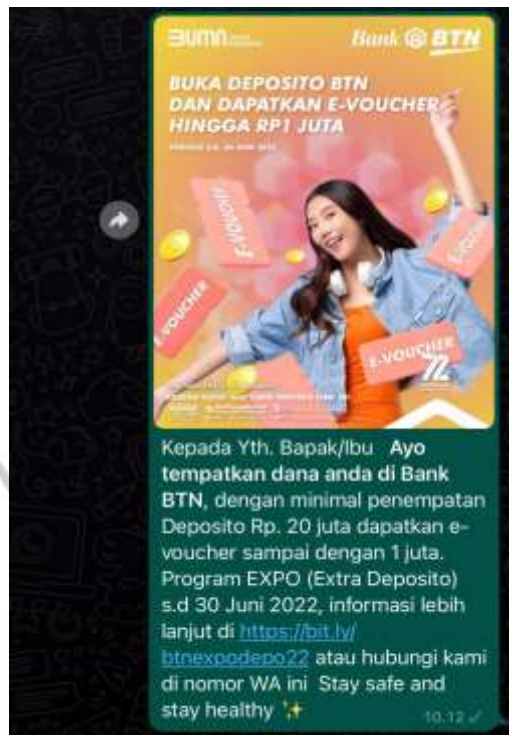 BUMN
Bank BTN
BUKA DEPOSITO BTN
DAN DAPATKAN E-VOUCHER
HINGGA RP1 JUTA
E-VOUCHER
E-VOUCHER
E-VOUCHER
72
Kepada Yth. Bapak/Ibu   Ayo
tempatkan dana anda di Bank
BTN, dengan minimal penempatan
Deposito Rp. 20 juta dapatkan e-
voucher sampai dengan 1 juta.
Program EXPO (Extra Deposito)
s.d 30 Juni 2022, informasi lebih
lanjut di https://bit.ly/
btnexpodepo22 atau hubungi kami
di nomor WA ini  Stay safe and
stay healthy ✨
10.12 ✓